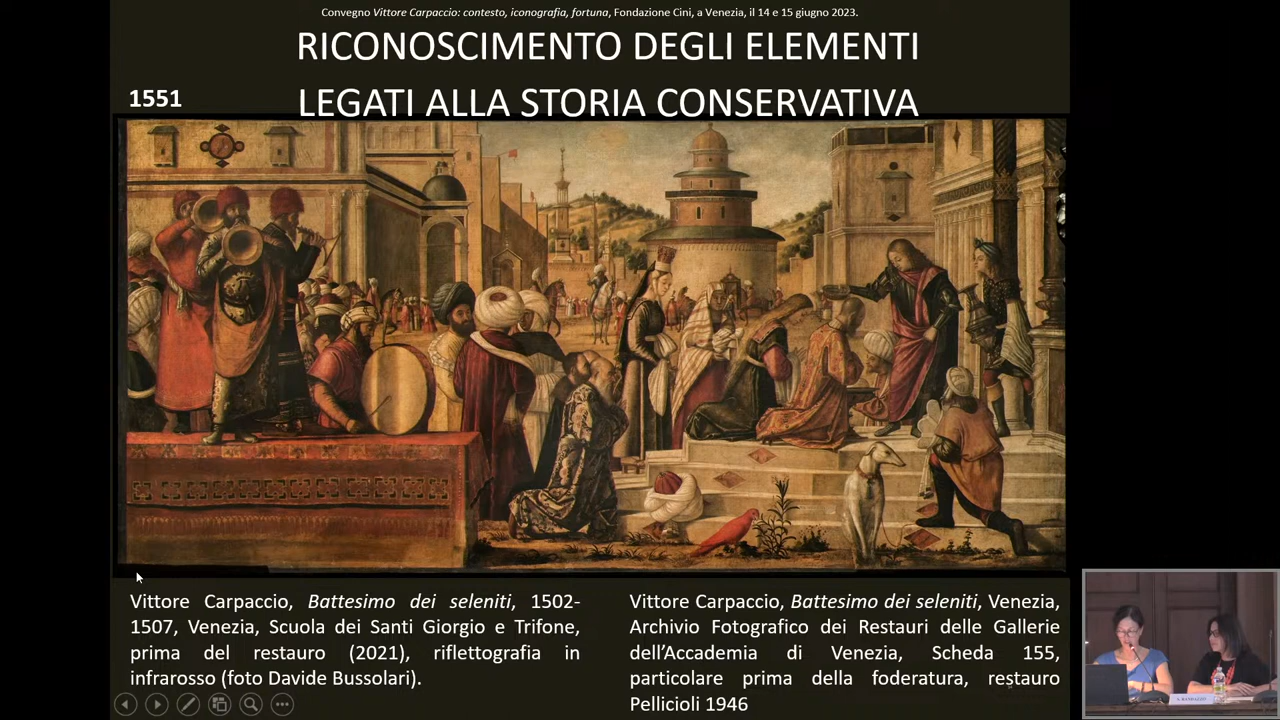 Convegno Vittore Carpaccio: contesto, iconografia, fortuna, Fondazione Cini, a Venezia, il 14 e 15 giugno 2023.
RICONOSCIMENTO DEGLI ELEMENTI
LEGATI ALLA STORIA CONSERVATIVA
1551
Vittore Carpaccio, Battesimo dei seleniti, 1502-
1507, Venezia, Scuola dei Santi Giorgio e Trifone,
prima del restauro (2021), riflettografia in
infrarosso (foto Davide Bussolari).
Vittore Carpaccio, Battesimo dei seleniti, Venezia,
Archivio Fotografico dei Restauri delle Gallerie
dell'Accademia di Venezia, Scheda 155,
particolare prima della foderatura, restauro
Pellicioli 1946